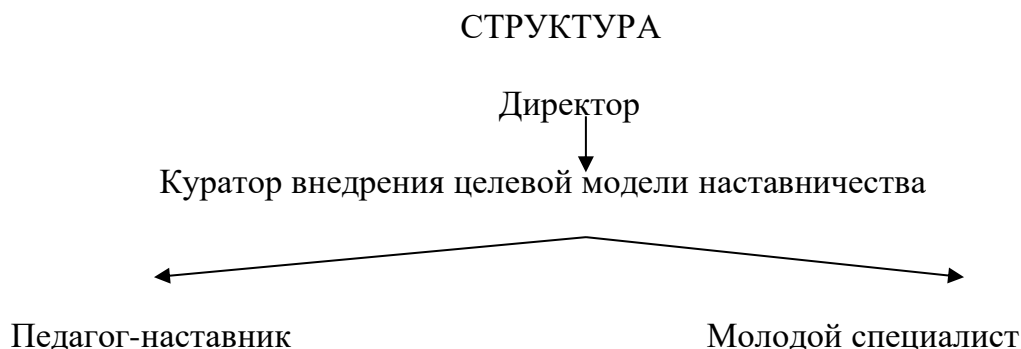 СТРУКТУРА
Директор
Куратор внедрения целевой модели наставничества
Педагог-наставник
Молодой специалист